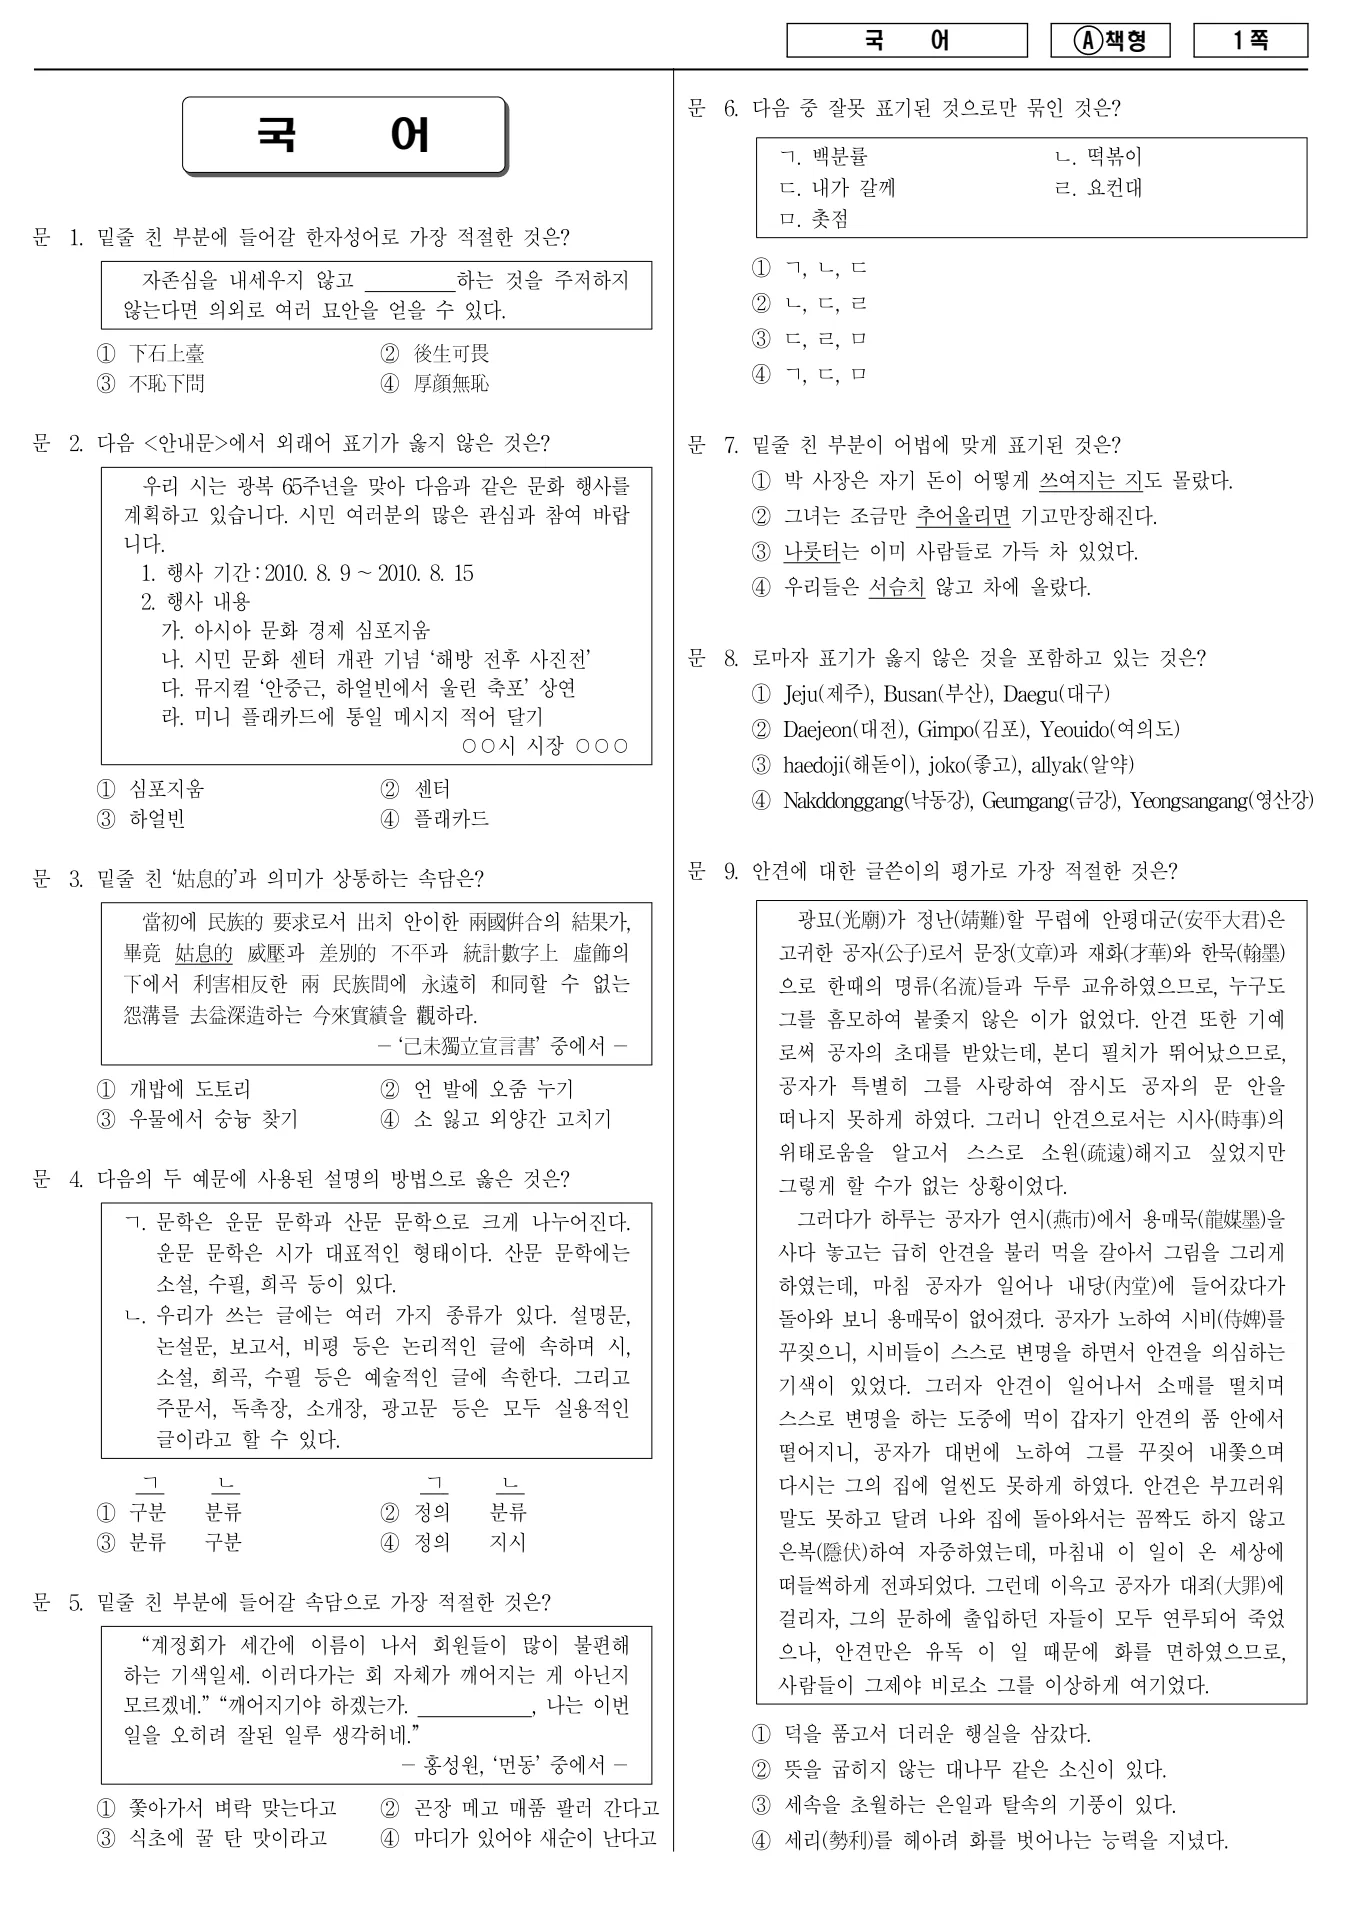 국 어
Ⓐ책형
1 쪽
국 어
문 1. 밑줄 친 부분에 들어갈 한자성어로 가장 적절한 것은?
자존심을 내세우지 않고 _________하는 것을 주저하지
않는다면 의외로 여러 묘안을 얻을 수 있다.
① 下石上臺 ② 後生可畏
③ 不恥下問 ④ 厚顔無恥
문 2. 다음 <안내문>에서 외래어 표기가 옳지 않은 것은?
우리 시는 광복 65주년을 맞아 다음과 같은 문화 행사를
계획하고 있습니다. 시민 여러분의 많은 관심과 참여 바랍
니다.
1. 행사 기간 : 2010. 8. 9 ~ 2010. 8. 15
2. 행사 내용
가. 아시아 문화 경제 심포지움
나. 시민 문화 센터 개관 기념 ‘해방 전후 사진전’
다. 뮤지컬 ‘안중근, 하얼빈에서 울린 축포’ 상연
라. 미니 플래카드에 통일 메시지 적어 달기
○○시 시장 ○○○
① 심포지움 ② 센터
③ 하얼빈 ④ 플래카드
문 3. 밑줄 친 ‘姑息的’과 의미가 상통하는 속담은?
當初에 民族的 要求로서 出치 안이한 兩國倂合의 結果가,
畢竟 姑息的 威壓과 差別的 不平과 統計數字上 虛飾의
下에서 利害相反한 兩 民族間에 永遠히 和同할 수 없는
怨溝를 去益深造하는 今來實績을 觀하라.
- ‘己未獨立宣言書’ 중에서 -
① 개밥에 도토리 ② 언 발에 오줌 누기
③ 우물에서 숭늉 찾기 ④ 소 잃고 외양간 고치기
문 4. 다음의 두 예문에 사용된 설명의 방법으로 옳은 것은?
ㄱ. 문학은 운문 문학과 산문 문학으로 크게 나누어진다.
운문 문학은 시가 대표적인 형태이다. 산문 문학에는
소설, 수필, 희곡 등이 있다.
ㄴ. 우리가 쓰는 글에는 여러 가지 종류가 있다. 설명문,
논설문, 보고서, 비평 등은 논리적인 글에 속하며 시,
소설, 희곡, 수필 등은 예술적인 글에 속한다. 그리고
주문서, 독촉장, 소개장, 광고문 등은 모두 실용적인
글이라고 할 수 있다.
ㄱ ㄴ ㄱ ㄴ
① 구분 분류 ② 정의 분류
③ 분류 구분 ④ 정의 지시
문 5. 밑줄 친 부분에 들어갈 속담으로 가장 적절한 것은?
“계정회가 세간에 이름이 나서 회원들이 많이 불편해
하는 기색일세. 이러다가는 회 자체가 깨어지는 게 아닌지
모르겠네.” “깨어지기야 하겠는가. ___________, 나는 이번
일을 오히려 잘된 일루 생각허네.”
- 홍성원, ‘먼동’ 중에서 -
① 쫓아가서 벼락 맞는다고 ② 곤장 메고 매품 팔러 간다고
③ 식초에 꿀 탄 맛이라고 ④ 마디가 있어야 새순이 난다고
문 6. 다음 중 잘못 표기된 것으로만 묶인 것은?
ㄱ. 백분률 ㄴ. 떡볶이
ㄷ. 내가 갈께 ㄹ. 요컨대
ㅁ. 촛점
① ㄱ, ㄴ, ㄷ
② ㄴ, ㄷ, ㄹ
③ ㄷ, ㄹ, ㅁ
④ ㄱ, ㄷ, ㅁ
문 7. 밑줄 친 부분이 어법에 맞게 표기된 것은?
① 박 사장은 자기 돈이 어떻게 쓰여지는 지도 몰랐다.
② 그녀는 조금만 추어올리면 기고만장해진다.
③ 나룻터는 이미 사람들로 가득 차 있었다.
④ 우리들은 서슴치 않고 차에 올랐다.
문 8. 로마자 표기가 옳지 않은 것을 포함하고 있는 것은?
① Jeju(제주), Busan(부산), Daegu(대구)
② Daejeon(대전), Gimpo(김포), Yeouido(여의도)
③ haedoji(해돋이), joko(좋고), allyak(알약)
④ Nakddonggang(낙동강), Geumgang(금강), Yeongsangang(영산강)
문 9. 안견에 대한 글쓴이의 평가로 가장 적절한 것은?
광묘(光廟)가 정난(靖難)할 무렵에 안평대군(安平大君)은
고귀한 공자(公子)로서 문장(文章)과 재화(才華)와 한묵(翰墨)
으로 한때의 명류(名流)들과 두루 교유하였으므로, 누구도
그를 흠모하여 붙좇지 않은 이가 없었다. 안견 또한 기예
로써 공자의 초대를 받았는데, 본디 필치가 뛰어났으므로,
공자가 특별히 그를 사랑하여 잠시도 공자의 문 안을
떠나지 못하게 하였다. 그러니 안견으로서는 시사(時事)의
위태로움을 알고서 스스로 소원(疏遠)해지고 싶었지만
그렇게 할 수가 없는 상황이었다.
그러다가 하루는 공자가 연시(燕市)에서 용매묵(龍媒墨)을
사다 놓고는 급히 안견을 불러 먹을 갈아서 그림을 그리게
하였는데, 마침 공자가 일어나 내당(內堂)에 들어갔다가
돌아와 보니 용매묵이 없어졌다. 공자가 노하여 시비(侍婢)를
꾸짖으니, 시비들이 스스로 변명을 하면서 안견을 의심하는
기색이 있었다. 그러자 안견이 일어나서 소매를 떨치며
스스로 변명을 하는 도중에 먹이 갑자기 안견의 품 안에서
떨어지니, 공자가 대번에 노하여 그를 꾸짖어 내쫓으며
다시는 그의 집에 얼씬도 못하게 하였다. 안견은 부끄러워
말도 못하고 달려 나와 집에 돌아와서는 꼼짝도 하지 않고
은복(隱伏)하여 자중하였는데, 마침내 이 일이 온 세상에
떠들썩하게 전파되었다. 그런데 이윽고 공자가 대죄(大罪)에
걸리자, 그의 문하에 출입하던 자들이 모두 연루되어 죽었
으나, 안견만은 유독 이 일 때문에 화를 면하였으므로,
사람들이 그제야 비로소 그를 이상하게 여기었다.
① 덕을 품고서 더러운 행실을 삼갔다.
② 뜻을 굽히지 않는 대나무 같은 소신이 있다.
③ 세속을 초월하는 은일과 탈속의 기풍이 있다.
④ 세리(勢利)를 헤아려 화를 벗어나는 능력을 지녔다.